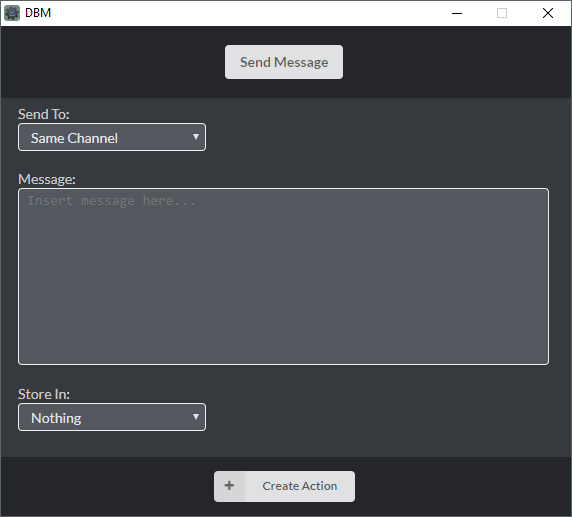 DBM
Send Message
Send To:
Same Channel
Message:
Insert message here...
Store In:
Nothing
Create Action